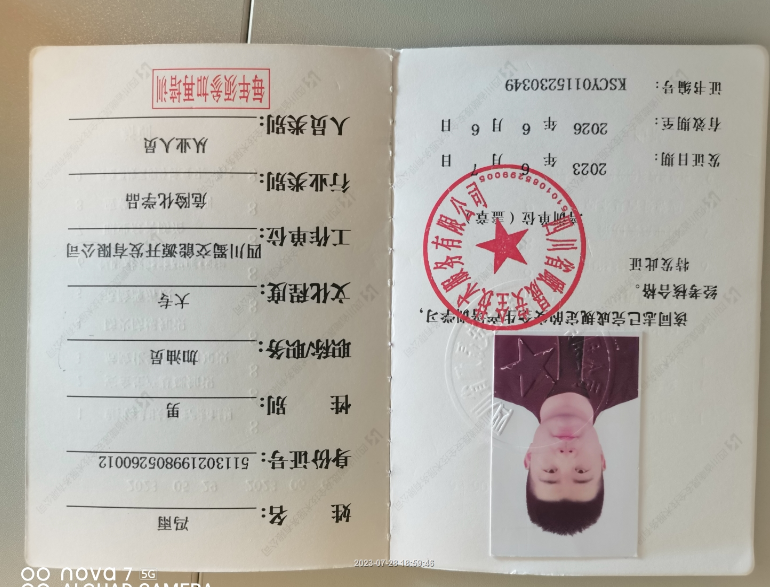 姓 名：冯雨
身份证号：511302199805260012
性 别：男
职称/职务：加油员
文化程度：大专
工作单位：四川蜀交能源开发有限公司
行业类别：危险化学品
人员类别：从业人员
每年须参加再培训
该同志已完成规定的安全生产培训学习，
经考核合格。
特发此证
培训单位（盖章）
发证日期： 2023 年 6 月 7 日
有效期至： 2026 年 6 月 6 日
证书编号： KSCY0115230349
2023-07-28 18:59:46
nova 7 5G